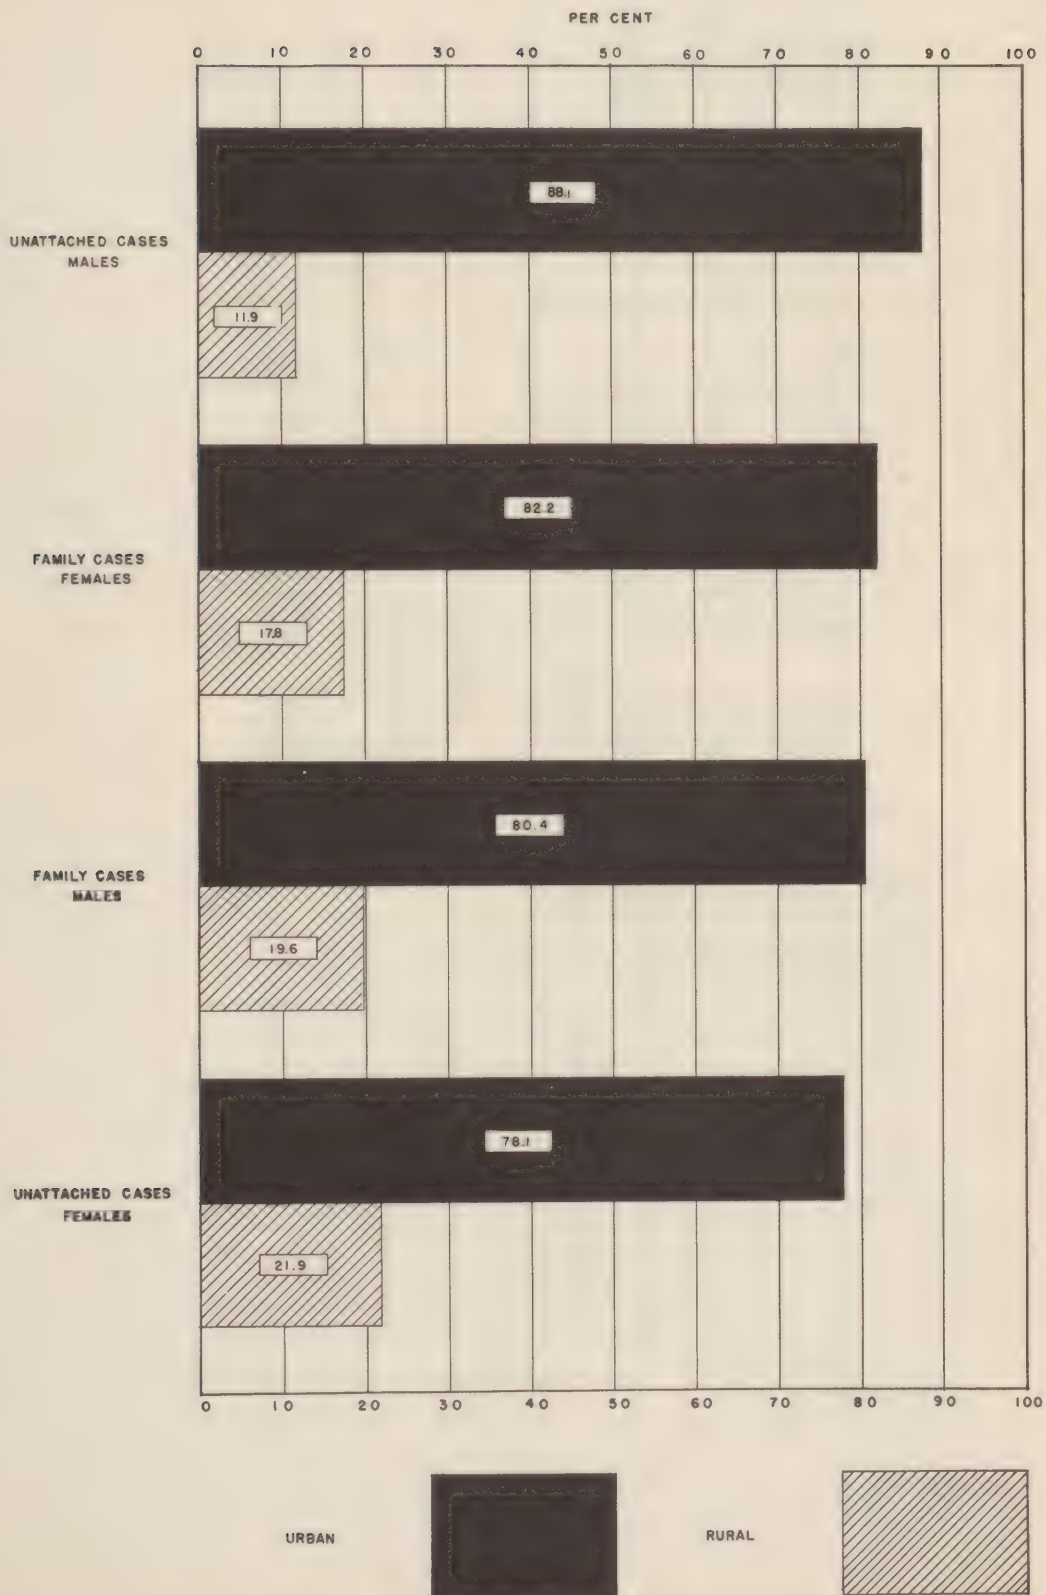 PER CENT
0 10 20 30 40 50 60 70 80 90 100
88.1
UNATTACHED CASES
MALES
11.9
82.2
FAMILY CASES
FEMALES
17.8
80.4
FAMILY CASES
MALES
19.6
78.1
UNATTACHED CASES
FEMALES
21.9
0 10 20 30 40 50 60 70 80 90 100
URBAN RURAL